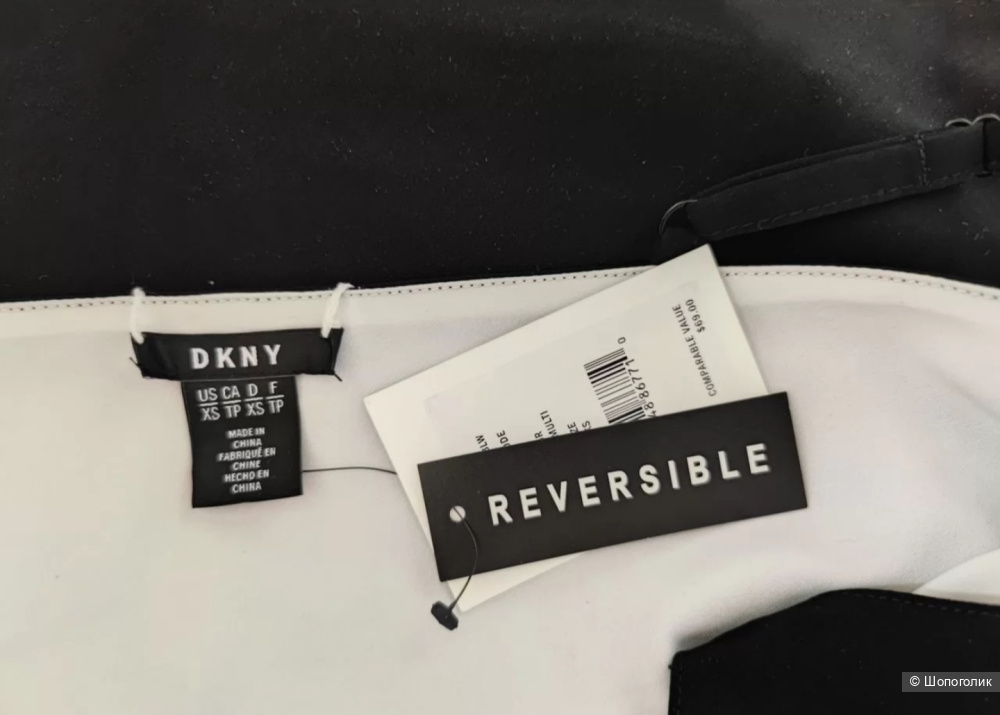 DKNY
US CA D F
XS TP XS TP
MADE IN
CHINA
FABRIQUÉ EN
CHINE
HECHO EN
CHINA
COMPARABLE VALUE
$69.00
MULTI
REVERSIBLE
© Шопоголик